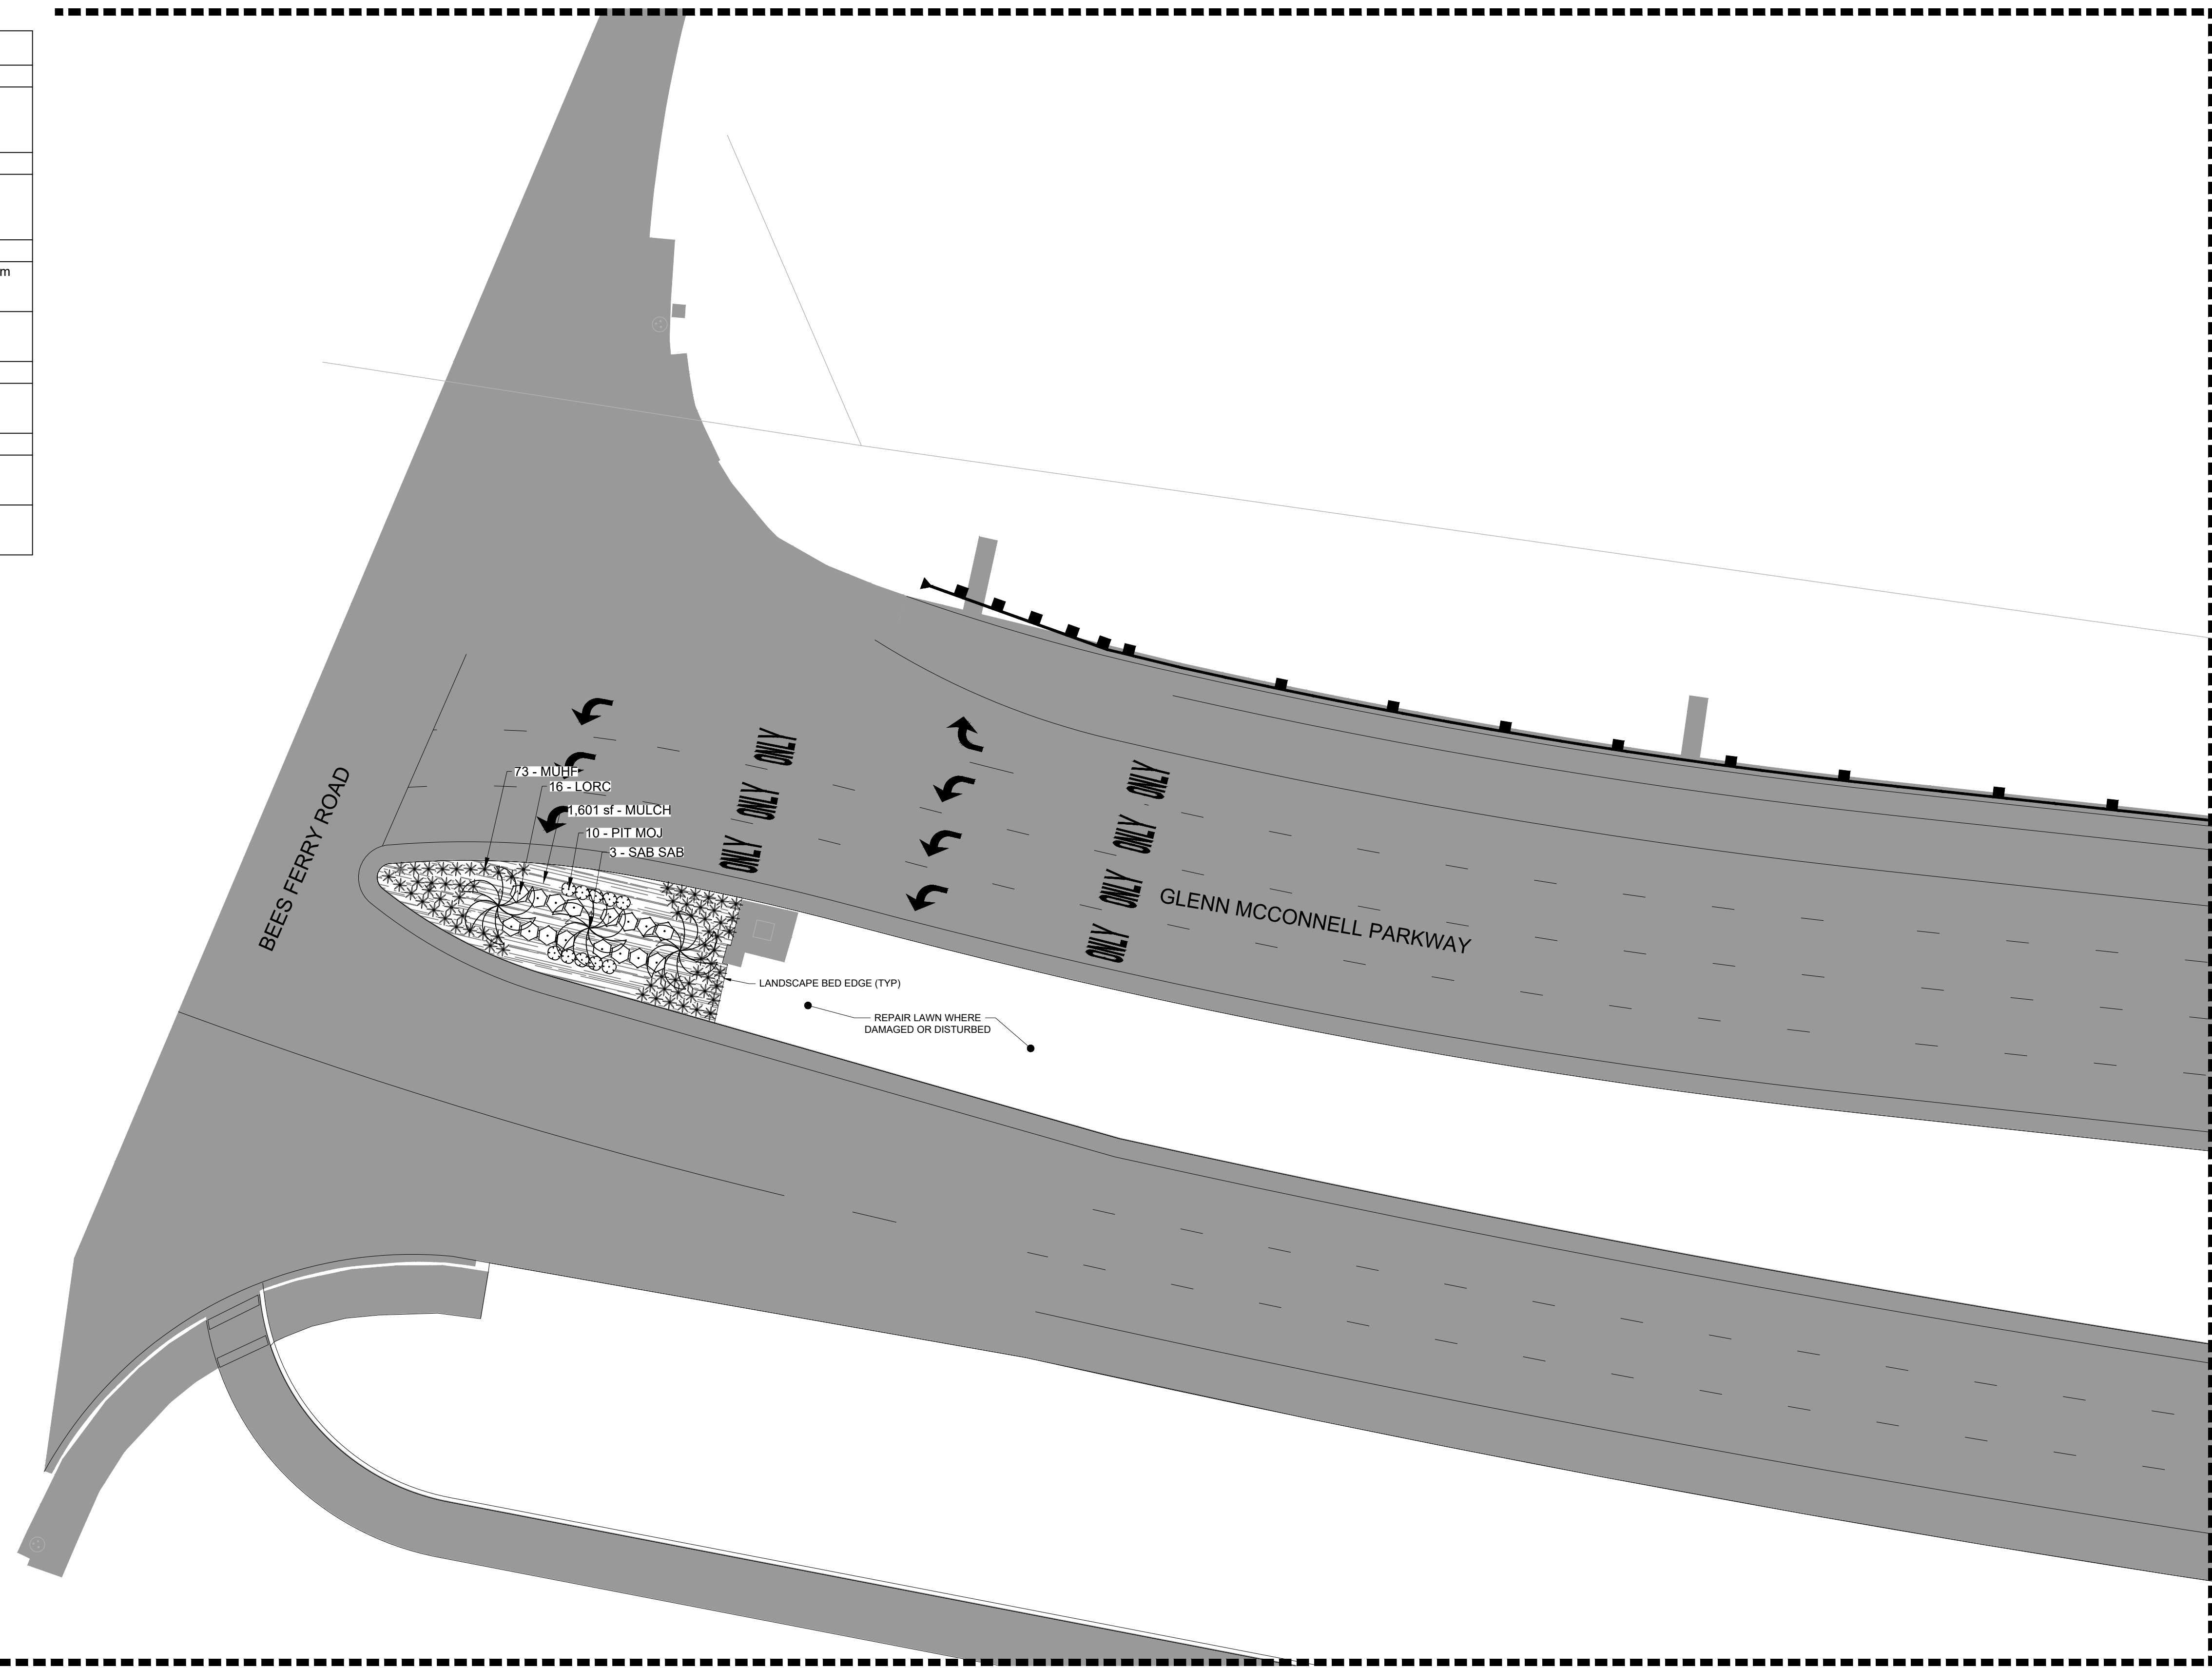 m
73 - MUHF
16 - LORC
1,601 sf - MULCH
10 - PIT MOJ
3 - SAB SAB
ONLY
ONLY
ONLY
ONLY
ONLY
ONLY
ONLY
BEES FERRY ROAD
GLENN MCCONNELL PARKWAY
LANDSCAPE BED EDGE (TYP)
REPAIR LAWN WHERE
DAMAGED OR DISTURBED